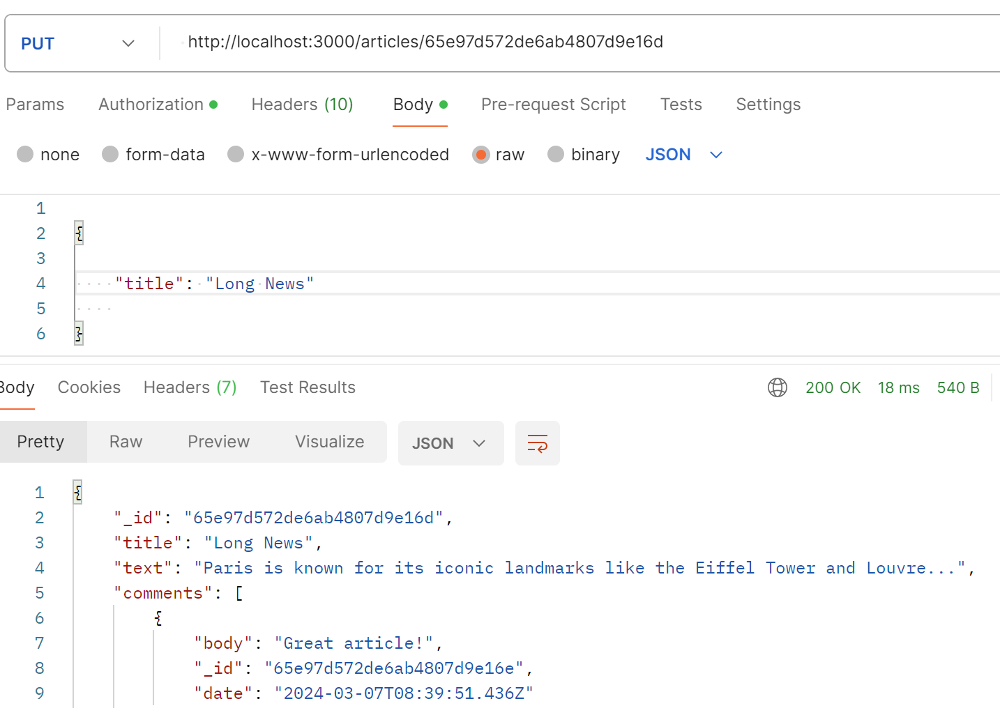 PUT http://localhost:3000/articles/65e97d572de6ab4807d9e16d
Params Authorization Headers (10) Body Pre-request Script Tests Settings
none form-data x-www-form-urlencoded raw binary JSON
1
2 {
3
4 "title": "Long News"
5
6 }
Body Cookies Headers (7) Test Results 200 OK 18 ms 540 B
Pretty Raw Preview Visualize JSON
1 {
2 "_id": "65e97d572de6ab4807d9e16d",
3 "title": "Long News",
4 "text": "Paris is known for its iconic landmarks like the Eiffel Tower and Louvre...",
5 "comments": [
6 {
7 "body": "Great article!",
8 "_id": "65e97d572de6ab4807d9e16e",
9 "date": "2024-03-07T08:39:51.436Z"